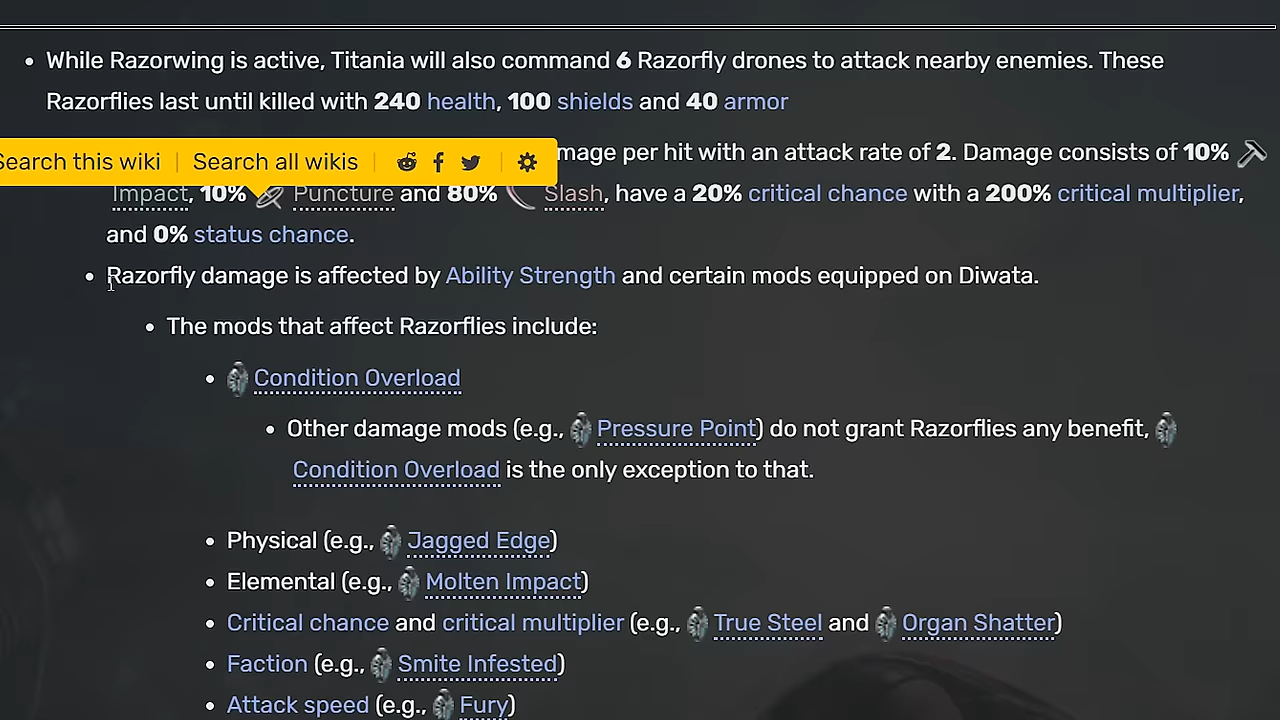 While Razorwing is active, Titania will also command 6 Razorfly drones to attack nearby enemies. These
Razorflies last until killed with 240 health, 100 shields and 40 armor
Search this wiki | Search all wikis
mage per hit with an attack rate of 2. Damage consists of 10%
Impact, 10% Puncture and 80% Slash, have a 20% critical chance with a 200% critical multiplier,
and 0% status chance.
Razorfly damage is affected by Ability Strength and certain mods equipped on Diwata.
The mods that affect Razorflies include:
Condition Overload
Other damage mods (e.g., Pressure Point) do not grant Razorflies any benefit,
Condition Overload is the only exception to that.
Physical (e.g., Jagged Edge)
Elemental (e.g., Molten Impact)
Critical chance and critical multiplier (e.g., True Steel and Organ Shatter)
Faction (e.g., Smite Infested)
Attack speed (e.g., Fury)